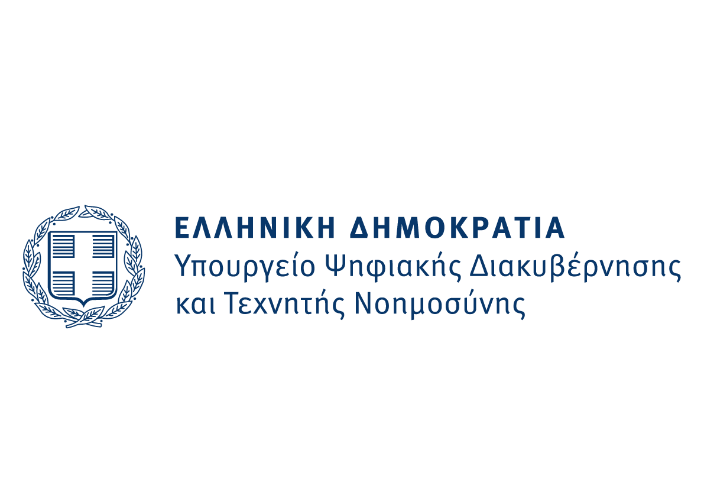 ΕΛΛΗΝΙΚΗ ΔΗΜΟΚΡΑΤΙΑ
Υπουργείο Ψηφιακής Διακυβέρνησης
και Τεχνητής Νοημοσύνης